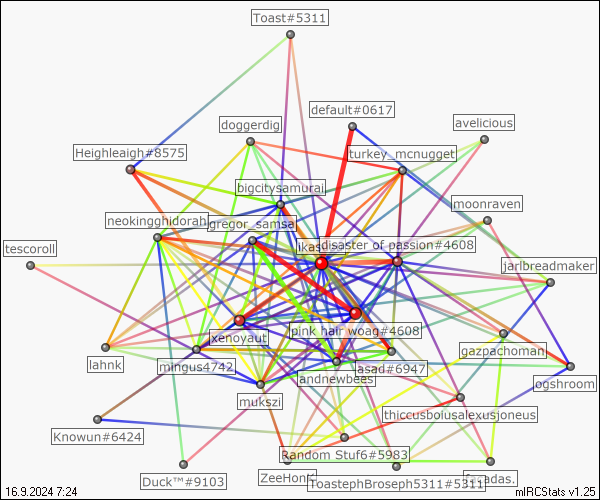 Toast#5311
default#0617
avelicious
doggerdig
Heighleaigh#8575
turkey_mcnugget
bigcitysamurai
moonraven
neokingghidorah
gregor_samsa
ikas
disaster of passion#4608
tescoroll
jarlbreadmaker
pink hair woag#4608
xenoyaut
gazpachoman
lahnk
mingus4742
asad#6947
andnewbees
ogshroom
mukszi
thiccusboiusalexusjoneus
Knowun#6424
Random Stuf6#5983
Duck™#9103
ZeeHonk
ToastephBroseph5311#5311
16.9.2024 7:24
mIRCStats v1.25